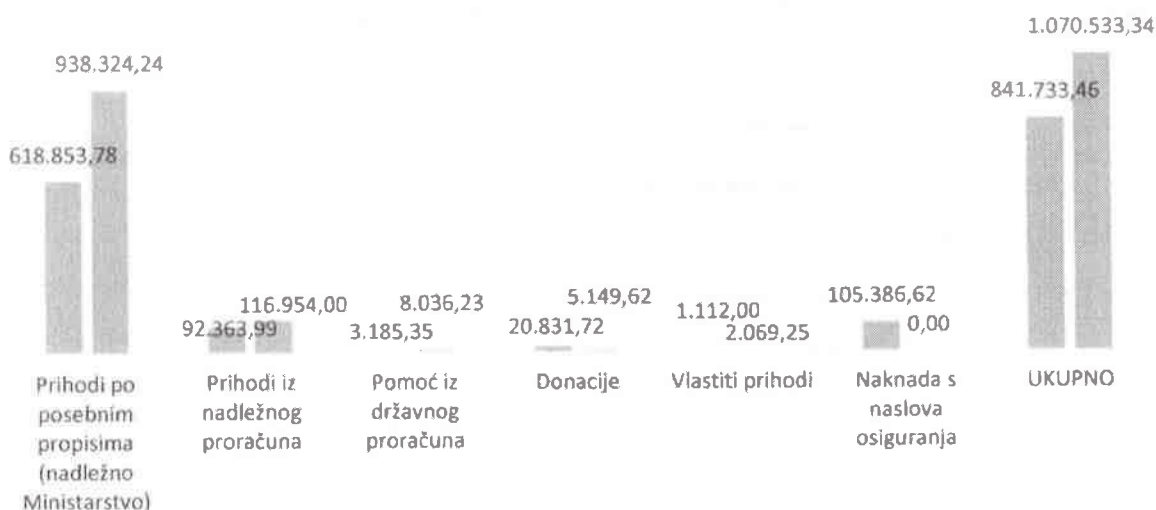 1.070.533,34
938.324,24
841.733,46
618.853,78
116.954,00
8.036,23
5.149,62
1.112,00
105.386,62
92.363,99
3.185,35
20.831,72
2.069,25
0,00
Prihodi po
posebnim
propisima
(nadležno
Ministarstvo)
Prihodi iz
nadležnog
proračuna
Pomoć iz
državnog
proračuna
Donacije
Vlastiti prihodi
Naknada s
naslova
osiguranja
UKUPNO